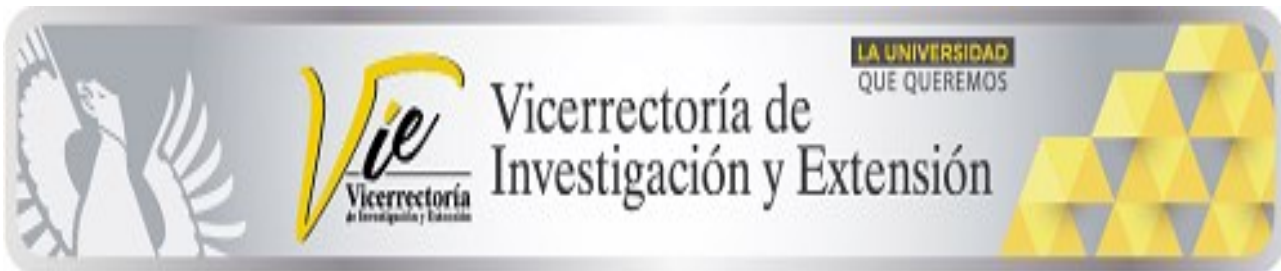 LA UNIVERSIDAD
QUE QUEREMOS
Vie
Vicerrectoría
de Investigación y Extensión
Vicerrectoría de
Investigación y Extensión